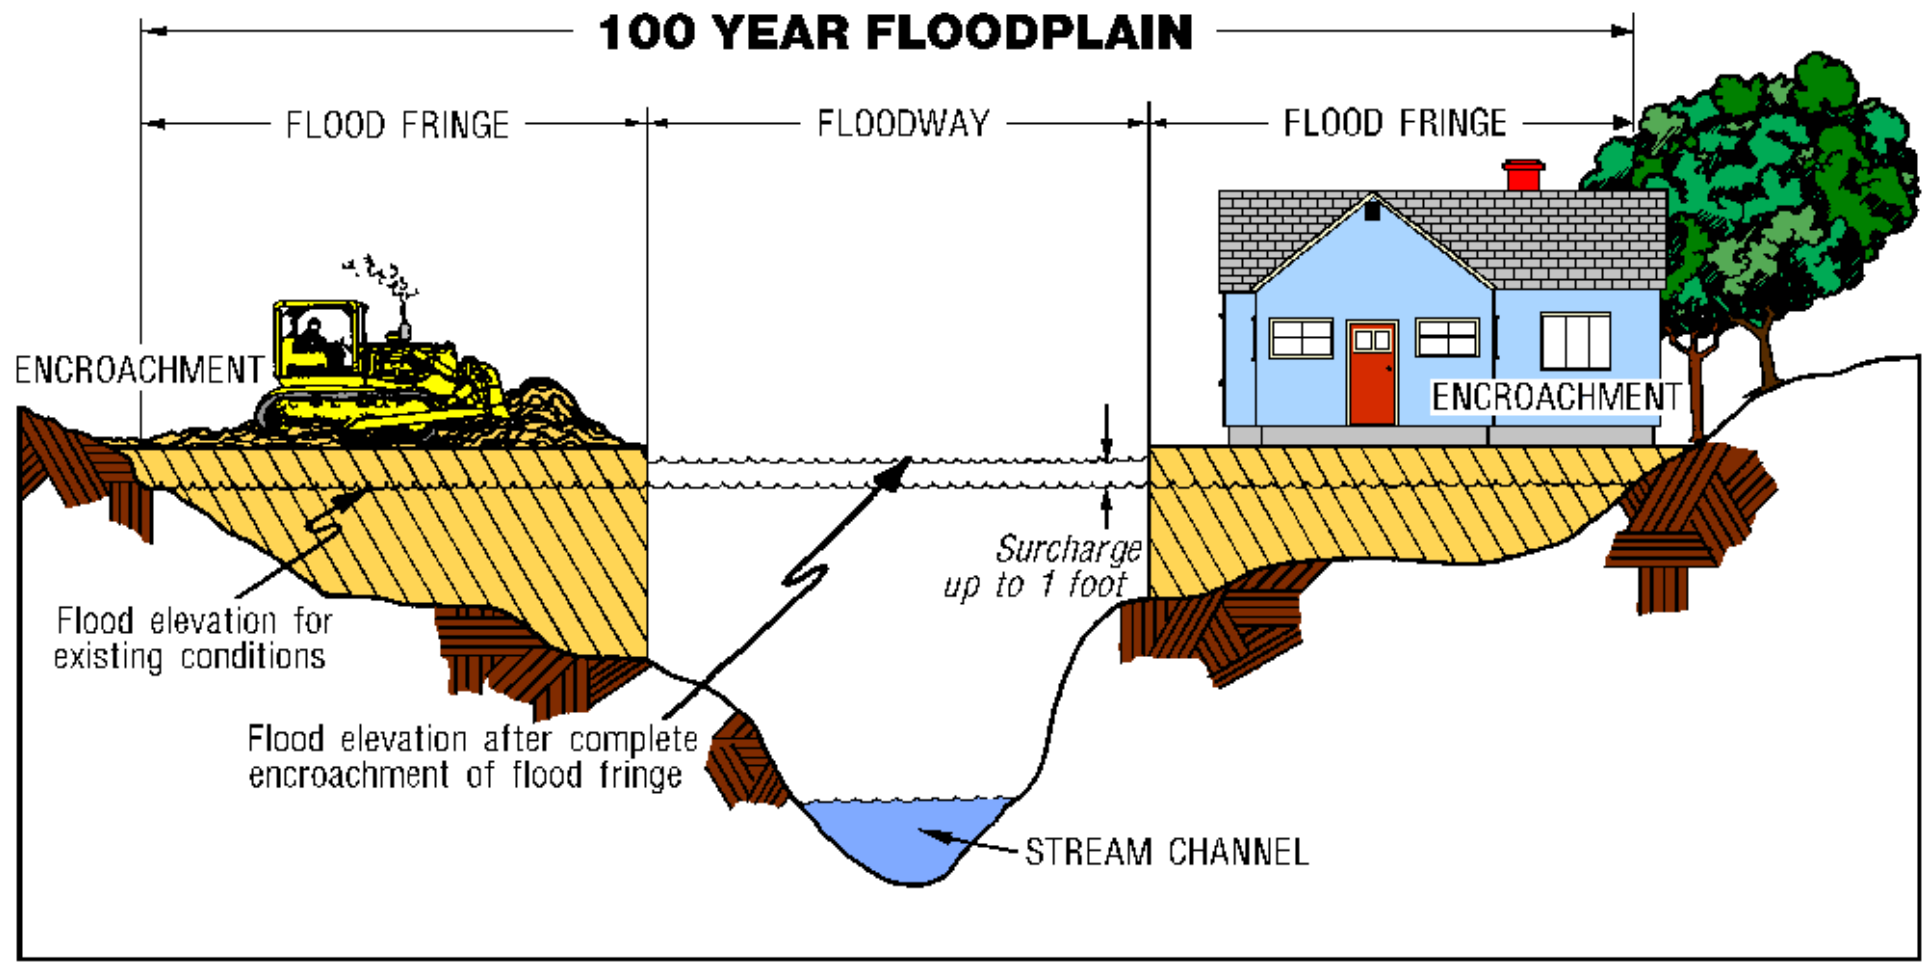 100 YEAR FLOODPLAIN
FLOOD FRINGE
FLOODWAY
FLOOD FRINGE
ENCROACHMENT
ENCROACHMENT
Surcharge
up to 1 foot
Flood elevation for
existing conditions
Flood elevation after complete
encroachment of flood fringe
STREAM CHANNEL